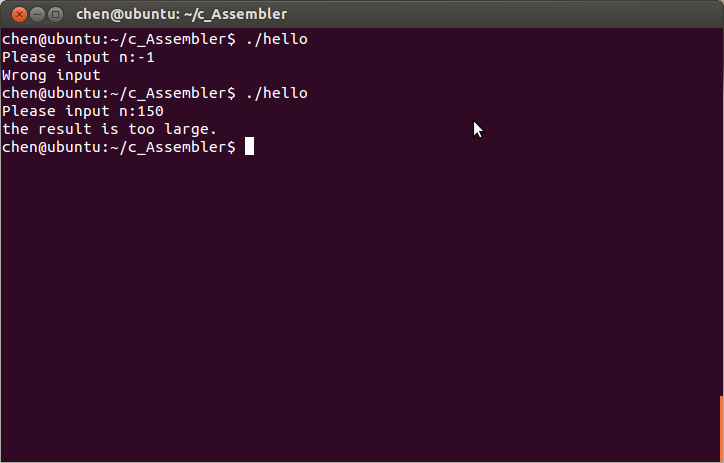 chen@ubuntu: ~/c_Assembler
chen@ubuntu:~/c_Assembler$ ./hello
Please input n:-1
Wrong input
chen@ubuntu:~/c_Assembler$ ./hello
Please input n:150
the result is too large.
chen@ubuntu:~/c_Assembler$